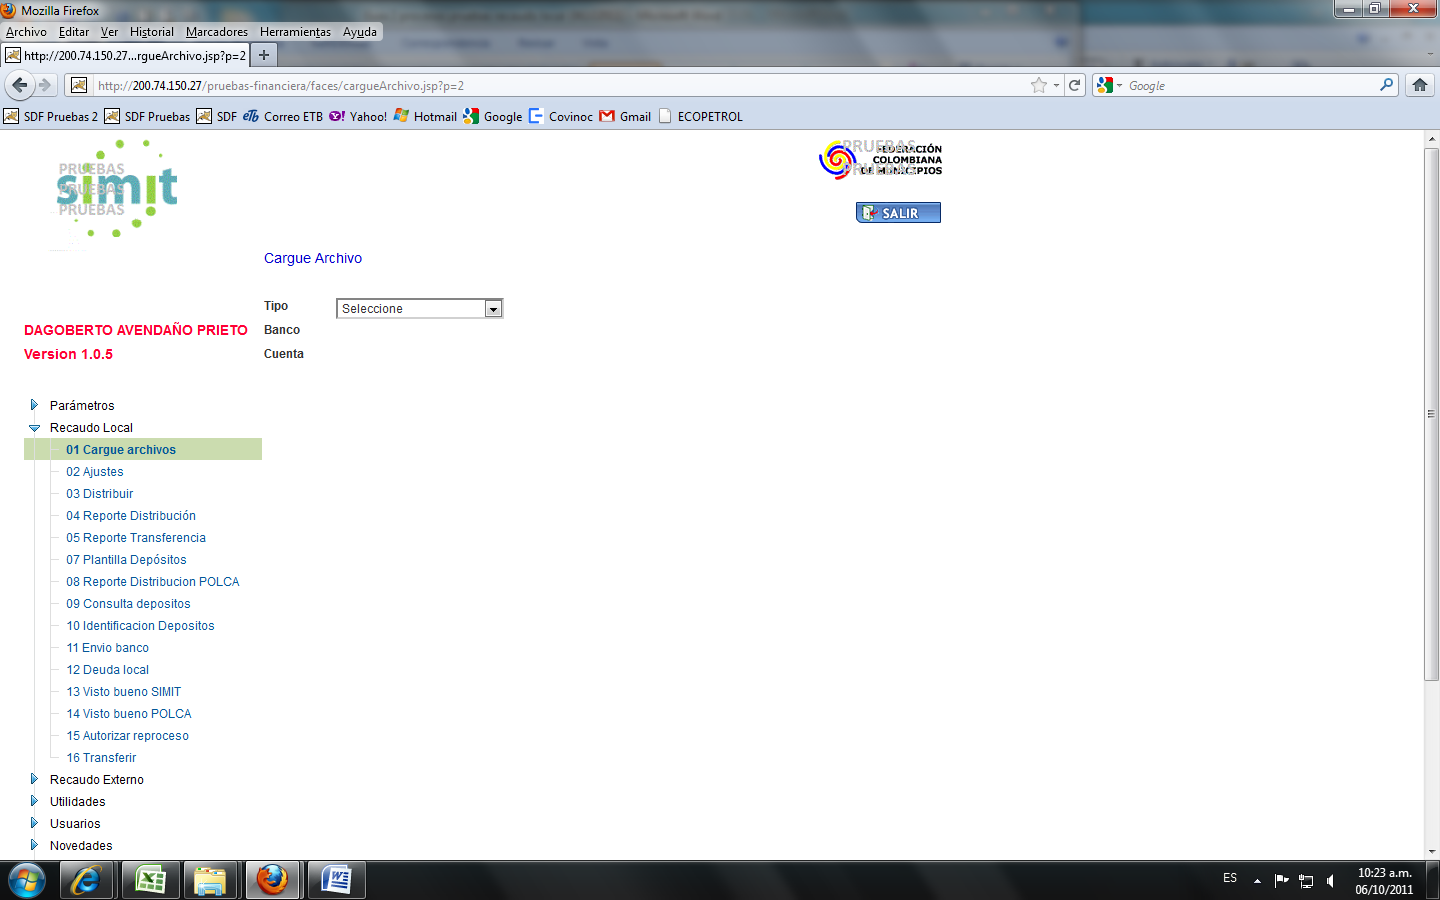 Mozilla Firefox
Archivo Editar Ver Historial Marcadores Herramientas Ayuda
http://200.74.150.27...rgueArchivo.jsp?p=2
http://200.74.150.27/pruebas-financiera/faces/cargueArchivo.jsp?p=2
Google
SDF Pruebas 2 SDF Pruebas SDF Correo ETB Yahoo! Hotmail Google Covinoc Gmail ECOPETROL
PRUEBAS
PRUEBAS
PRUEBAS
simit
PRUEBAS
PRUEBAS
FEDERACIÓN
COLOMBIANA
DE MUNICIPIOS
SALIR
Cargue Archivo
Tipo Seleccione
Banco
Cuenta
DAGOBERTO AVENDAÑO PRIETO
Version 1.0.5
Parámetros
Recaudo Local
01 Cargue archivos
02 Ajustes
03 Distribuir
04 Reporte Distribución
05 Reporte Transferencia
07 Plantilla Depósitos
08 Reporte Distribucion POLCA
09 Consulta depositos
10 Identificacion Depositos
11 Envio banco
12 Deuda local
13 Visto bueno SIMIT
14 Visto bueno POLCA
15 Autorizar reproceso
16 Transferir
Recaudo Externo
Utilidades
Usuarios
Novedades
ES
10:23 a.m.
06/10/2011